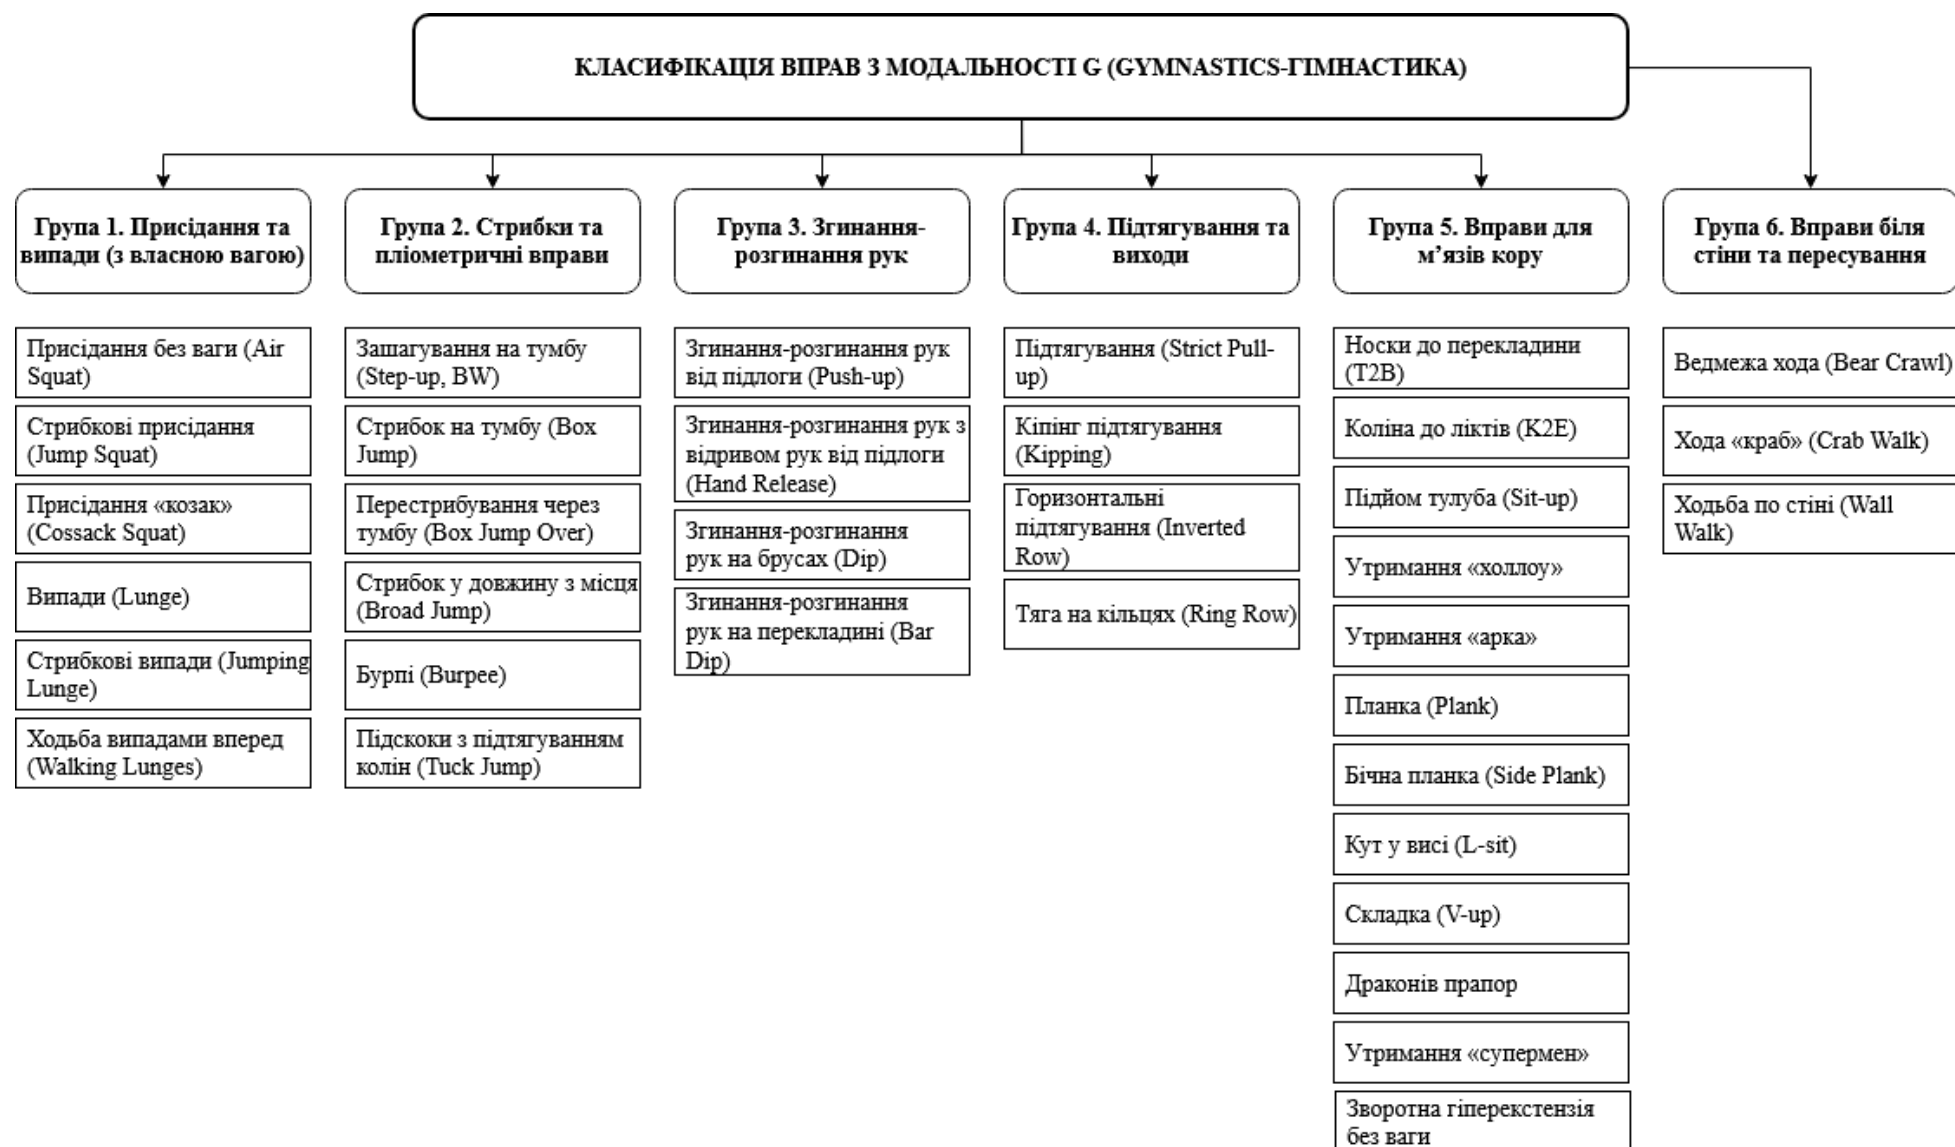 КЛАСИФІКАЦІЯ ВПРАВ З МОДАЛЬНОСТІ G (GYMNASTICS-ГІМНАСТИКА)
Група 1. Присідання та
випади (з власною вагою)
Присідання без ваги (Air
Squat)
Стрибкові присідання
(Jump Squat)
Присідання «козак»
(Cossack Squat)
Випади (Lunge)
Стрибкові випади (Jumping
Lunge)
Ходьба випадами вперед
(Walking Lunges)
Група 2. Стрибки та
пліометричні вправи
Зашагування на тумбу
(Step-up, BW)
Стрибок на тумбу (Box
Jump)
Перестрибування через
тумбу (Box Jump Over)
Стрибок у довжину з місця
(Broad Jump)
Бурпі (Burpee)
Підскоки з підтягуванням
колін (Tuck Jump)
Група 3. Згинання-
розгинання рук
Згинання-розгинання рук
від підлоги (Push-up)
Згинання-розгинання рук з
відривом рук від підлоги
(Hand Release)
Згинання-розгинання
рук на брусах (Dip)
Згинання-розгинання
рук на перекладині (Bar
Dip)
Група 4. Підтягування та
виходи
Підтягування (Strict Pull-
up)
Кіпінг підтягування
(Kipping)
Горизонтальні
підтягування (Inverted
Row)
Тяга на кільцях (Ring Row)
Група 5. Вправи для
м’язів кору
Носки до перекладини
(T2B)
Коліна до ліктів (K2E)
Підйом тулуба (Sit-up)
Утримання «холлоу»
Утримання «арка»
Планка (Plank)
Бічна планка (Side Plank)
Кут у висі (L-sit)
Складка (V-up)
Драконів прапор
Утримання «супермен»
Зворотна гіперекстензія
без ваги
Група 6. Вправи біля
стіни та пересування
Ведмежа хода (Bear Crawl)
Хода «краб» (Crab Walk)
Ходьба по стіні (Wall
Walk)